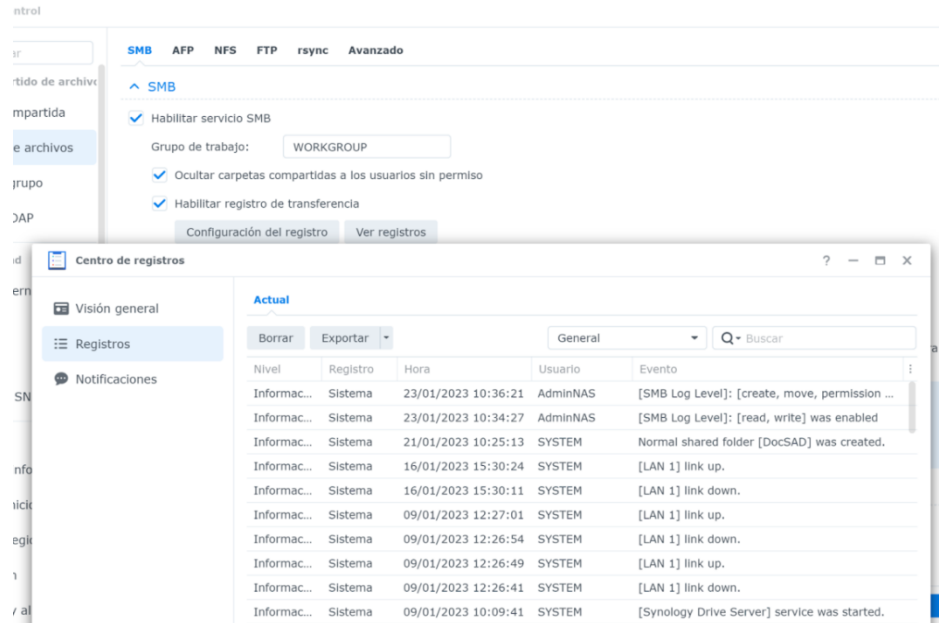 ontrol
ar
SMB AFP NFS FTP rsync Avanzado
rtido de archivo
SMB
mpartida
Habilitar servicio SMB
e archivos
Grupo de trabajo: WORKGROUP
Ocultar carpetas compartidas a los usuarios sin permiso
grupo
Habilitar registro de transferencia
DAP
Configuración del registro Ver registros
ad
Centro de registros ?
ern
Visión general
Actual
Registros
Borrar Exportar General Buscar
Notificaciones
Nivel Registro Hora Usuario Evento
SN
Informac... Sistema 23/01/2023 10:36:21 AdminNAS [SMB Log Level]: [create, move, permission ...
Informac... Sistema 23/01/2023 10:34:27 AdminNAS [SMB Log Level]: [read, write] was enabled
Informac... Sistema 21/01/2023 10:25:13 SYSTEM Normal shared folder [DocSAD] was created.
nfo
Informac... Sistema 16/01/2023 15:30:24 SYSTEM [LAN 1] link up.
Informac... Sistema 16/01/2023 15:30:11 SYSTEM [LAN 1] link down.
nicio
Informac... Sistema 09/01/2023 12:27:01 SYSTEM [LAN 1] link up.
egi
Informac... Sistema 09/01/2023 12:26:54 SYSTEM [LAN 1] link down.
Informac... Sistema 09/01/2023 12:26:49 SYSTEM [LAN 1] link up.
Informac... Sistema 09/01/2023 12:26:41 SYSTEM [LAN 1] link down.
y al
Informac... Sistema 09/01/2023 10:09:41 SYSTEM [Synology Drive Server] service was started.